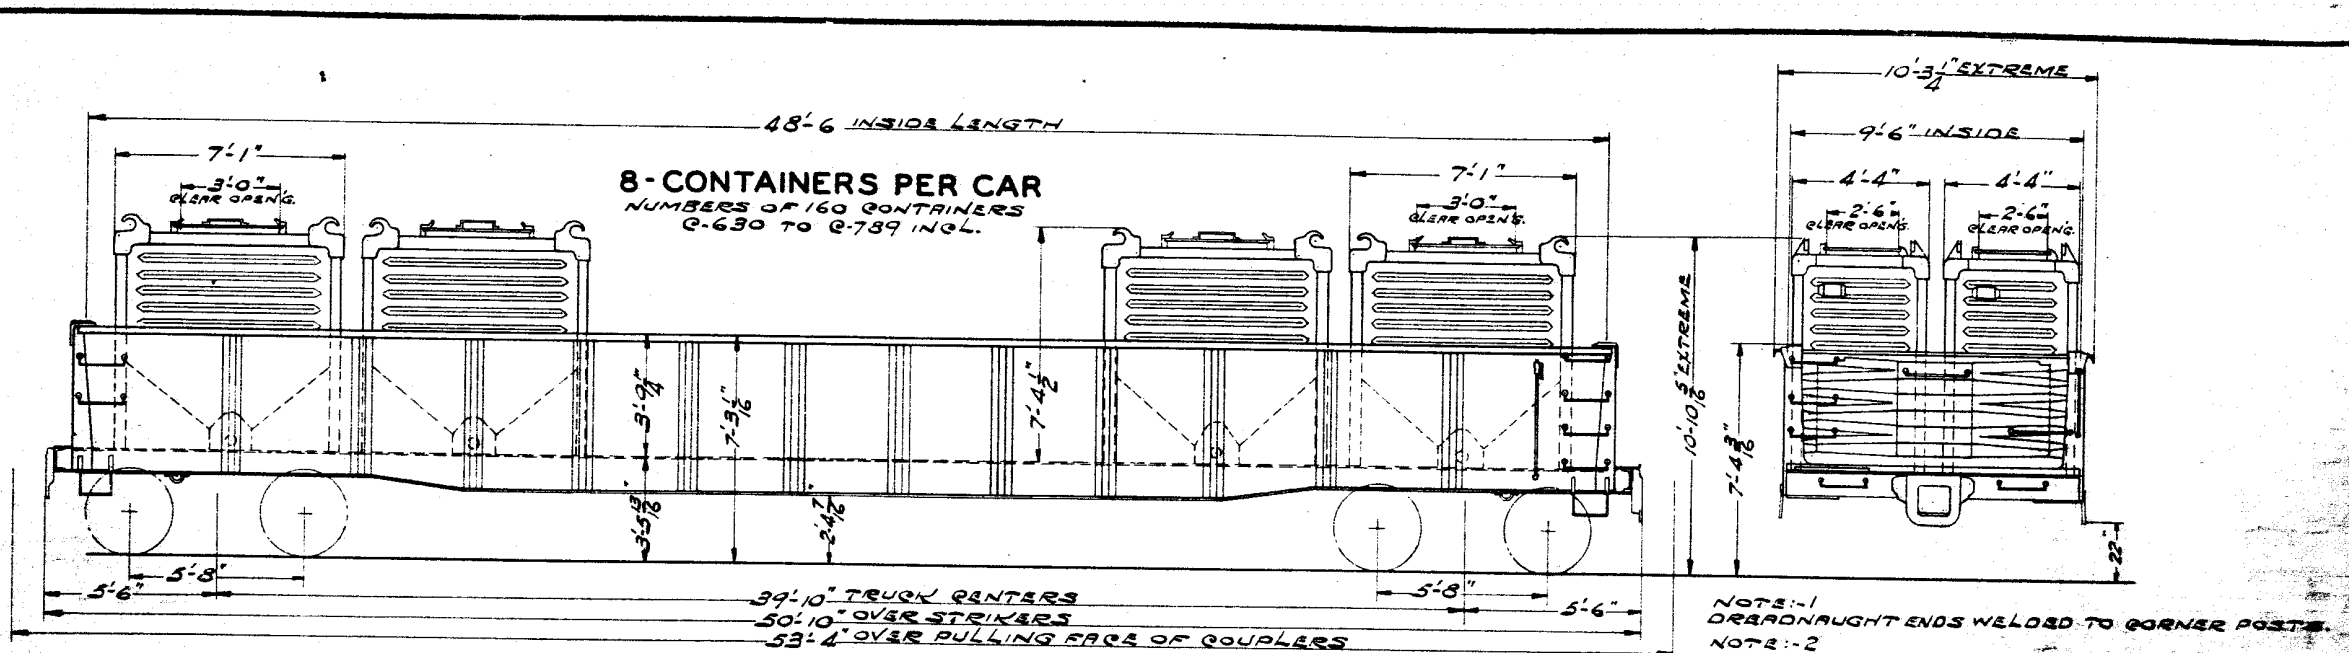 10'-3 1/4" EXTREME
48'-6 INSIDE LENGTH
9'-6" INSIDE
7'-1"
7'-1"
8-CONTAINERS PER CAR
NUMBERS OF 160 CONTAINERS
C-630 TO C-789 INCL.
3'-0"
CLEAR OPEN'G.
3'-0"
CLEAR OPEN'G.
4'-4"
4'-4"
2'-6"
CLEAR OPEN'G.
2'-6"
CLEAR OPEN'G.
3'-9 1/4"
7'-3 1/16"
7'-4 1/2"
10'-10 5/16" EXTREME
7'-4 3/16"
3'-5 13/16"
2'-4 7/16"
22"
5'-8"
5'-6"
5'-8"
5'-6"
39'-10" TRUCK CENTERS
50'-10" OVER STRIKERS
53'-4" OVER PULLING FACE OF COUPLERS
NOTE:-1
DREADNAUGHT ENDS WELDED TO CORNER POSTS.
NOTE:-2